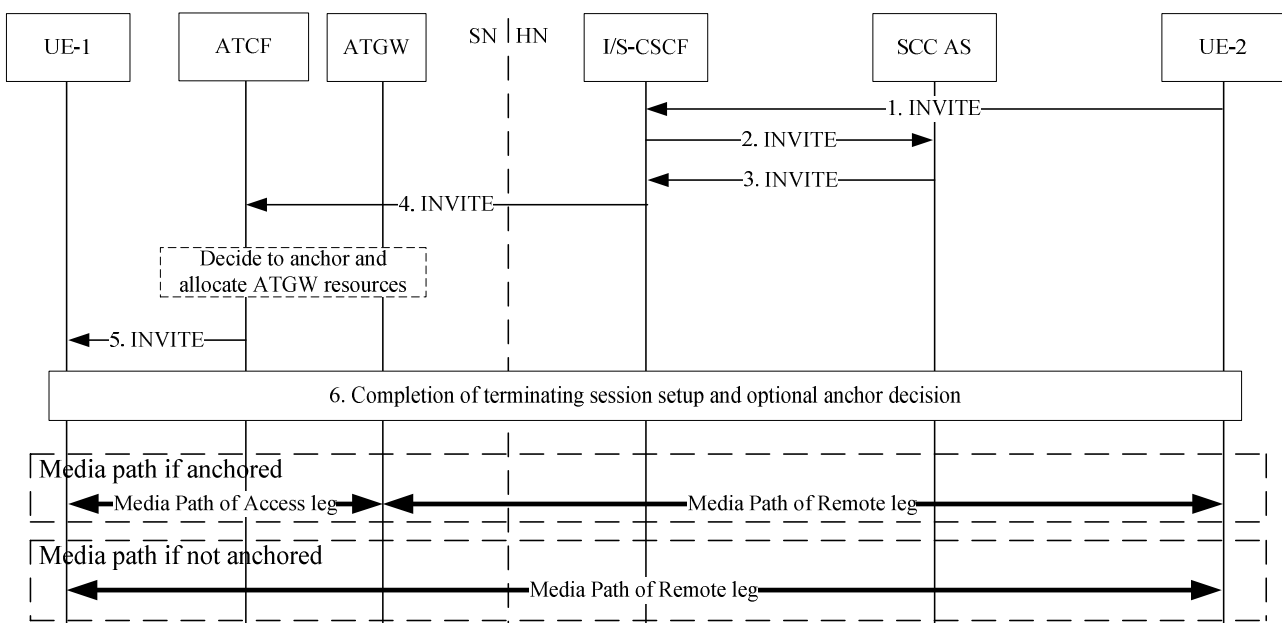 UE-1
ATCF
ATGW
SN
HN
I/S-CSCF
SCC AS
UE-2
1. INVITE
2. INVITE
3. INVITE
4. INVITE
Decide to anchor and
allocate ATGW resources
5. INVITE
6. Completion of terminating session setup and optional anchor decision
Media path if anchored
Media Path of Access leg
Media Path of Remote leg
Media path if not anchored
Media Path of Remote leg